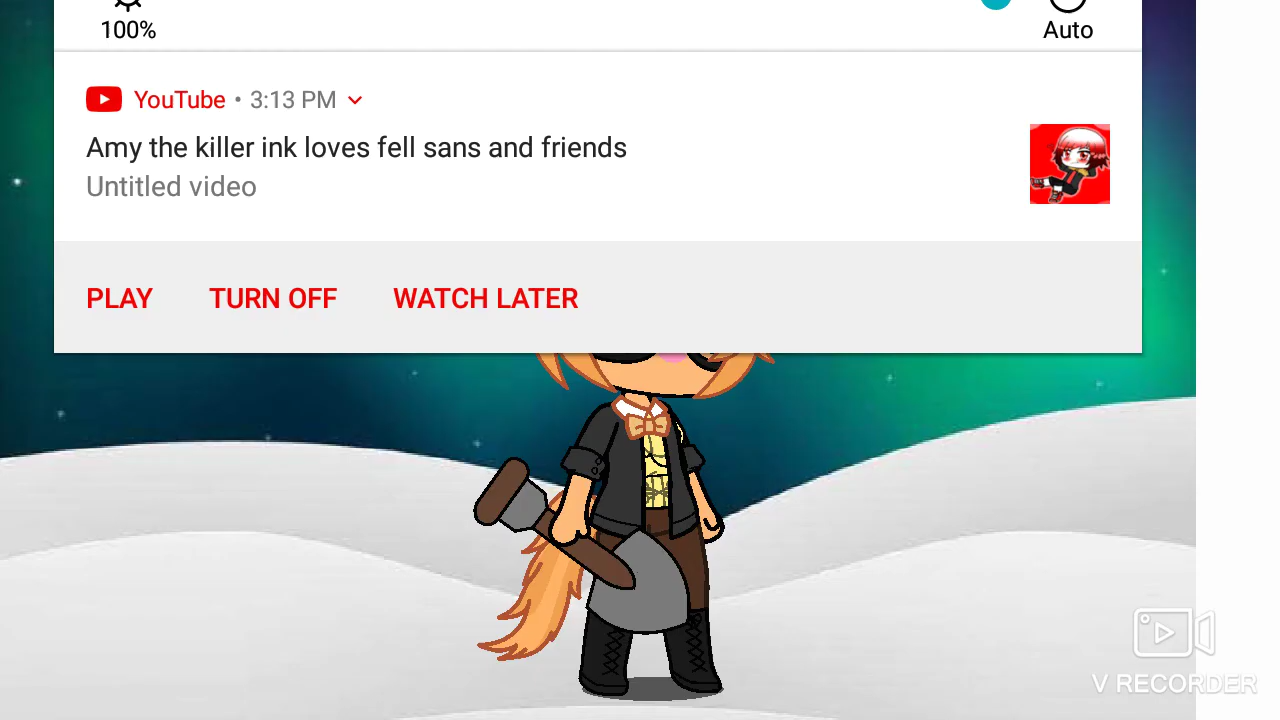 100%
Auto
YouTube • 3:13 PM
Amy the killer ink loves fell sans and friends
Untitled video
PLAY TURN OFF WATCH LATER
V RECORDER